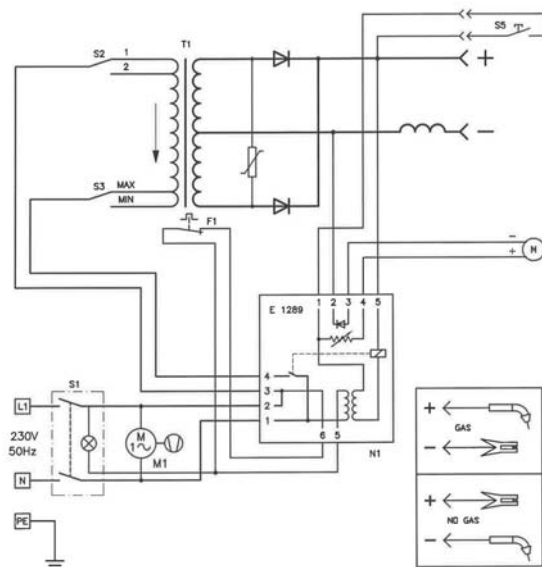 S5
S2
1
2
T1
+
−
S3
MAX
MIN
F1
−
+
M
1 2 3 4 5
E 1289
4
3
2
1
6 5
N1
S1
L1
230V
50Hz
N
M
1~
M1
PE
+
GAS
−
+
NO GAS
−